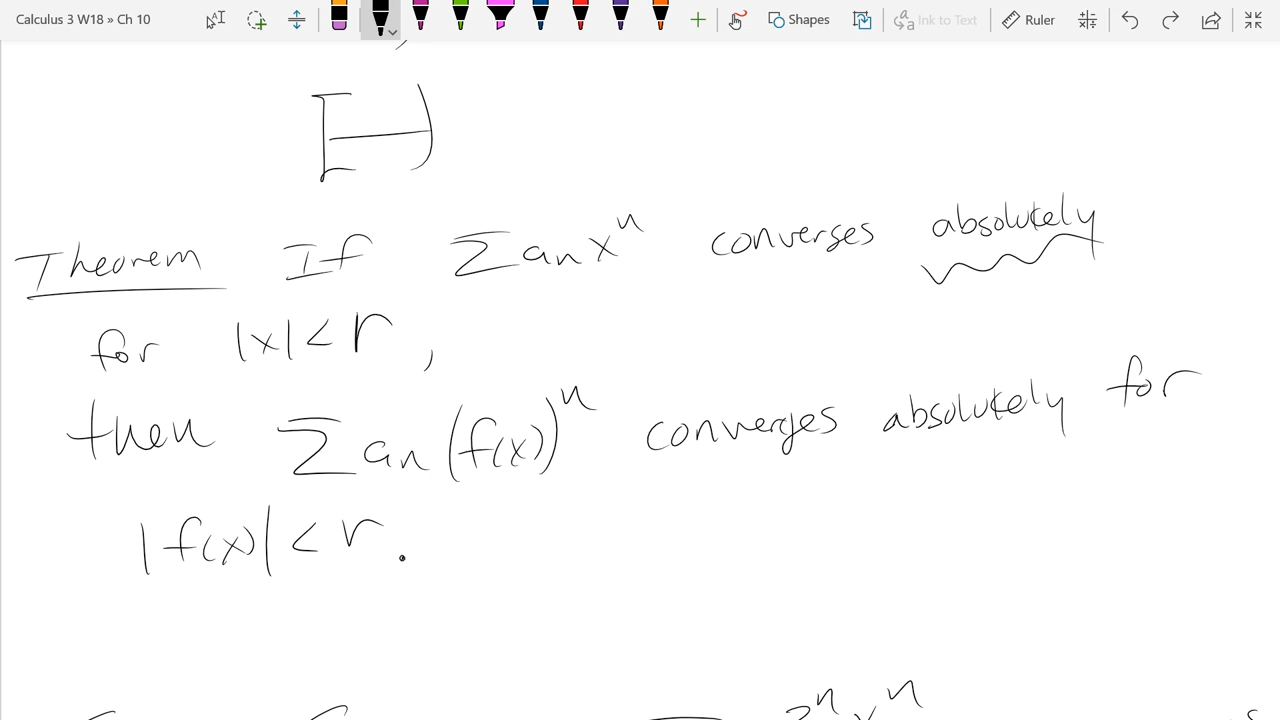 Calculus 3 W18 » Ch 10
Shapes
Ink to Text
Ruler
[—)
Theorem If ∑ aₙ xⁿ converges absolutely
for |x| < r,
then ∑ aₙ (f(x))ⁿ converges absolutely for
|f(x)| < r.